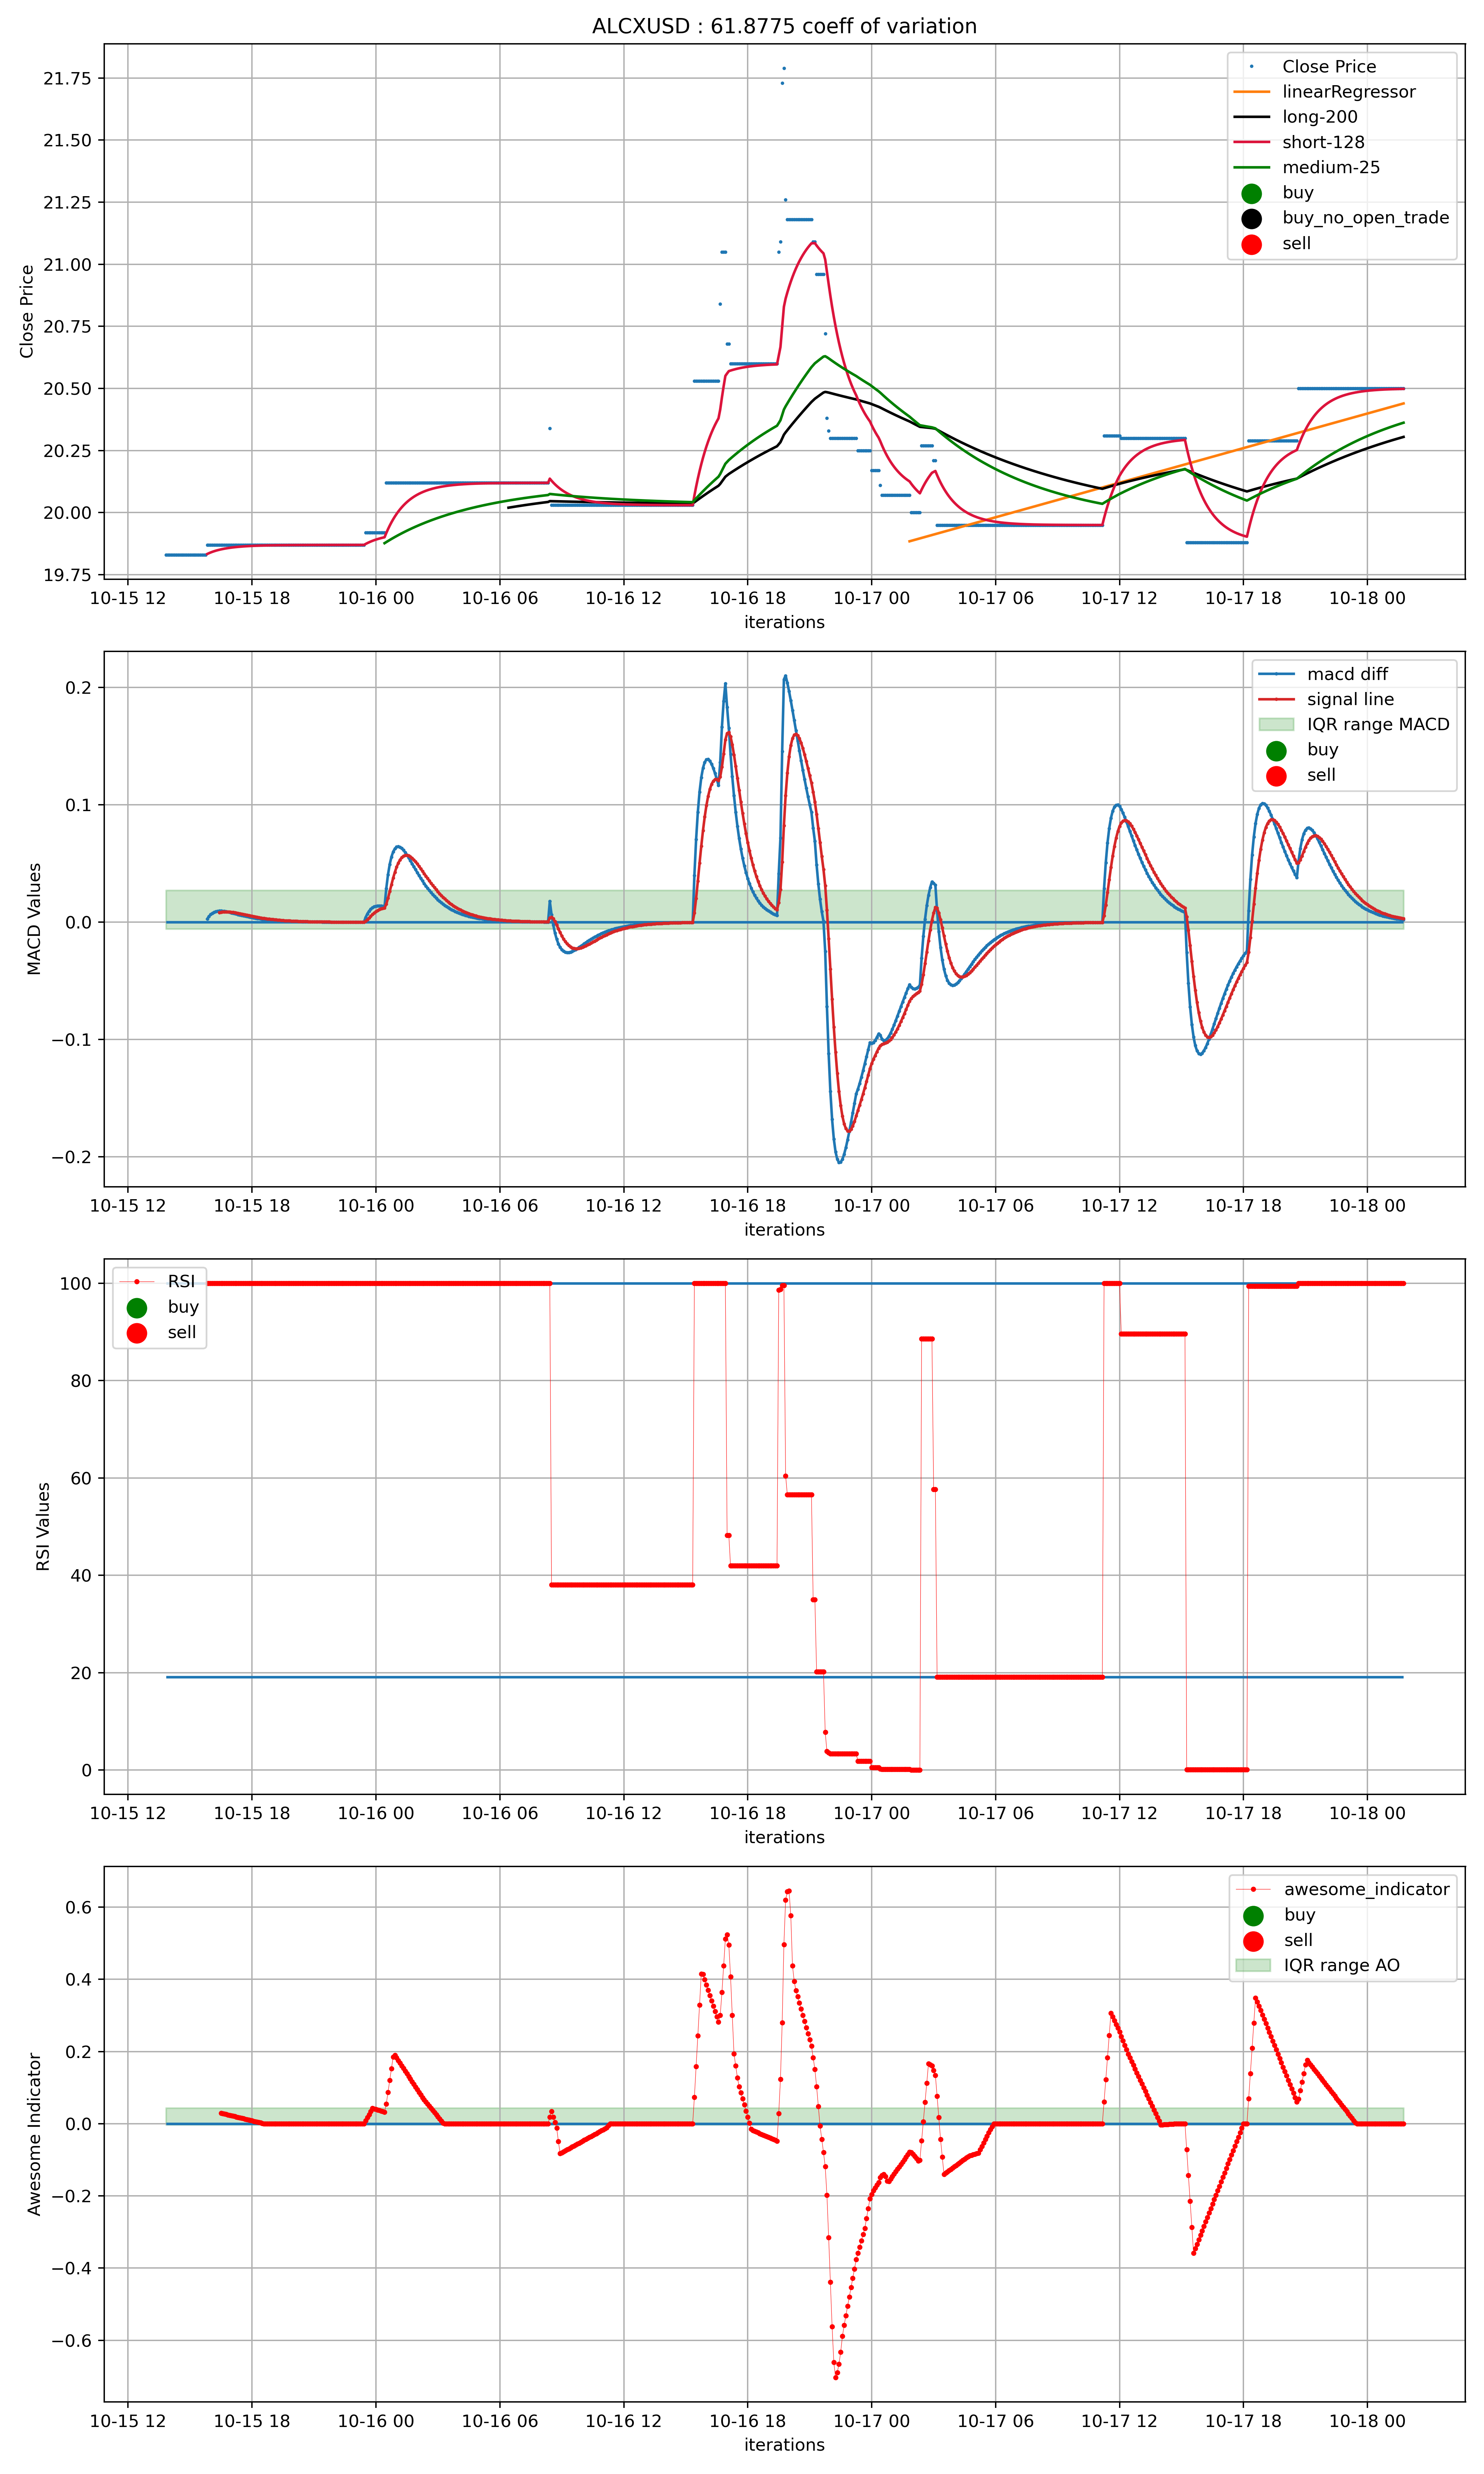 ALCXUSD : 61.8775 coeff of variation
Close Price
21.75
21.50
21.25
21.00
20.75
20.50
20.25
20.00
19.75
Close Price
linearRegressor
long-200
short-128
medium-25
buy
buy_no_open_trade
sell
10-15 12 10-15 18 10-16 00 10-16 06 10-16 12 10-16 18 10-17 00 10-17 06 10-17 12 10-17 18 10-18 00
iterations
MACD Values
0.2
0.1
0.0
−0.1
−0.2
macd diff
signal line
IQR range MACD
buy
sell
10-15 12 10-15 18 10-16 00 10-16 06 10-16 12 10-16 18 10-17 00 10-17 06 10-17 12 10-17 18 10-18 00
iterations
RSI Values
100
80
60
40
20
0
RSI
buy
sell
10-15 12 10-15 18 10-16 00 10-16 06 10-16 12 10-16 18 10-17 00 10-17 06 10-17 12 10-17 18 10-18 00
iterations
Awesome Indicator
0.6
0.4
0.2
0.0
−0.2
−0.4
−0.6
awesome_indicator
buy
sell
IQR range AO
10-15 12 10-15 18 10-16 00 10-16 06 10-16 12 10-16 18 10-17 00 10-17 06 10-17 12 10-17 18 10-18 00
iterations